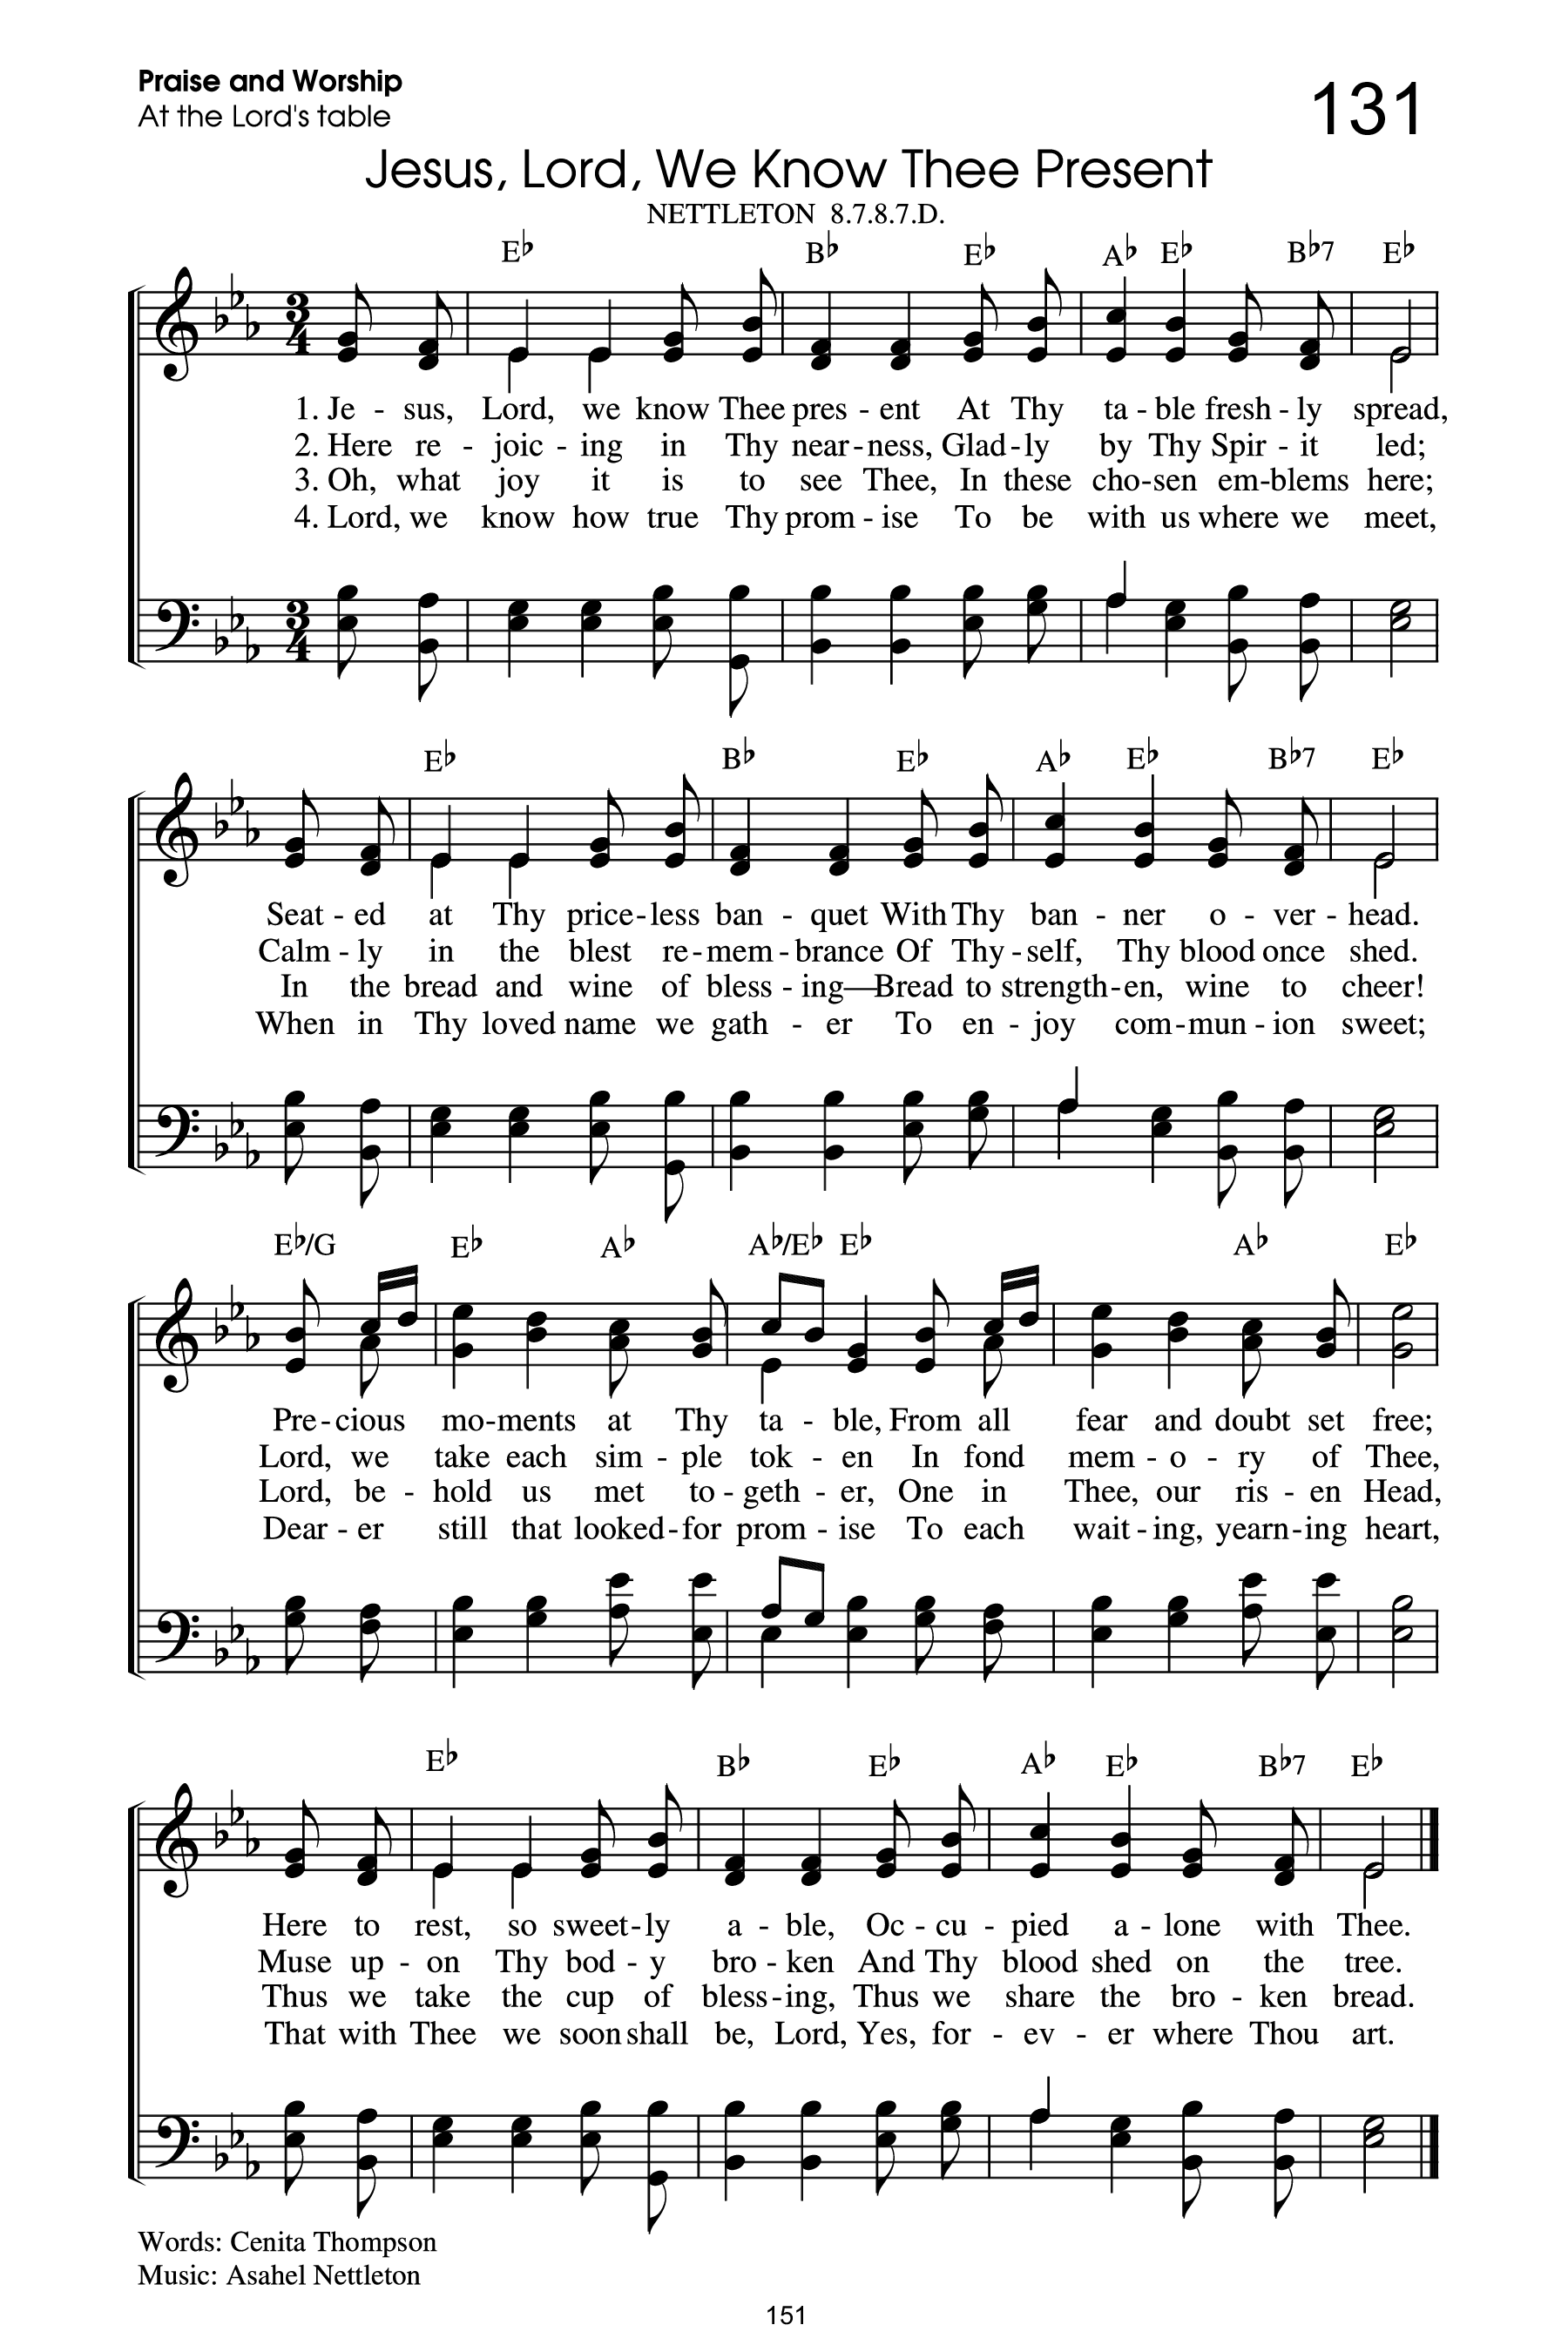 Praise and Worship
At the Lord's table
131
Jesus, Lord, We Know Thee Present
NETTLETON 8.7.8.7.D.
E♭ B♭ E♭ A♭ E♭ B♭7 E♭
3/4
1. Je - sus, Lord, we know Thee pres - ent At Thy ta - ble fresh - ly spread,
2. Here re - joic - ing in Thy near - ness, Glad - ly by Thy Spir - it led;
3. Oh, what joy it is to see Thee, In these cho - sen em - blems here;
4. Lord, we know how true Thy prom - ise To be with us where we meet,
3/4
E♭ B♭ E♭ A♭ E♭ B♭7 E♭
Seat - ed at Thy price - less ban - quet With Thy ban - ner o - ver - head.
Calm - ly in the blest re - mem - brance Of Thy - self, Thy blood once shed.
In the bread and wine of bless - ing—Bread to strength - en, wine to cheer!
When in Thy loved name we gath - er To en - joy com - mun - ion sweet;
E♭/G E♭ A♭ A♭/E♭ E♭ A♭ E♭
Pre - cious mo - ments at Thy ta - ble, From all fear and doubt set free;
Lord, we take each sim - ple tok - en In fond mem - o - ry of Thee,
Lord, be - hold us met to - geth - er, One in Thee, our ris - en Head,
Dear - er still that looked - for prom - ise To each wait - ing, yearn - ing heart,
E♭ B♭ E♭ A♭ E♭ B♭7 E♭
Here to rest, so sweet - ly a - ble, Oc - cu - pied a - lone with Thee.
Muse up - on Thy bod - y bro - ken And Thy blood shed on the tree.
Thus we take the cup of bless - ing, Thus we share the bro - ken bread.
That with Thee we soon shall be, Lord, Yes, for - ev - er where Thou art.
Words: Cenita Thompson
Music: Asahel Nettleton
151